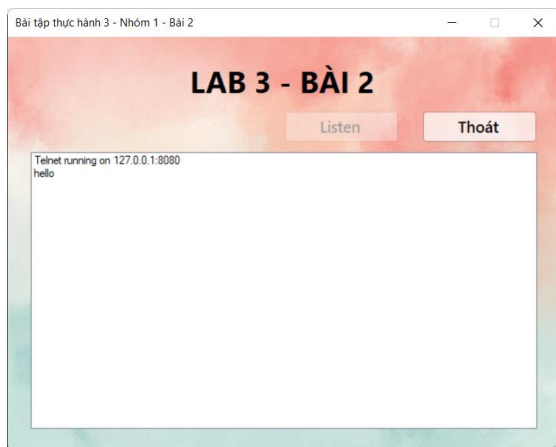 Bài tập thực hành 3 - Nhóm 1 - Bài 2
LAB 3 - BÀI 2
Listen
Thoát
Telnet running on 127.0.0.1:8080
hello